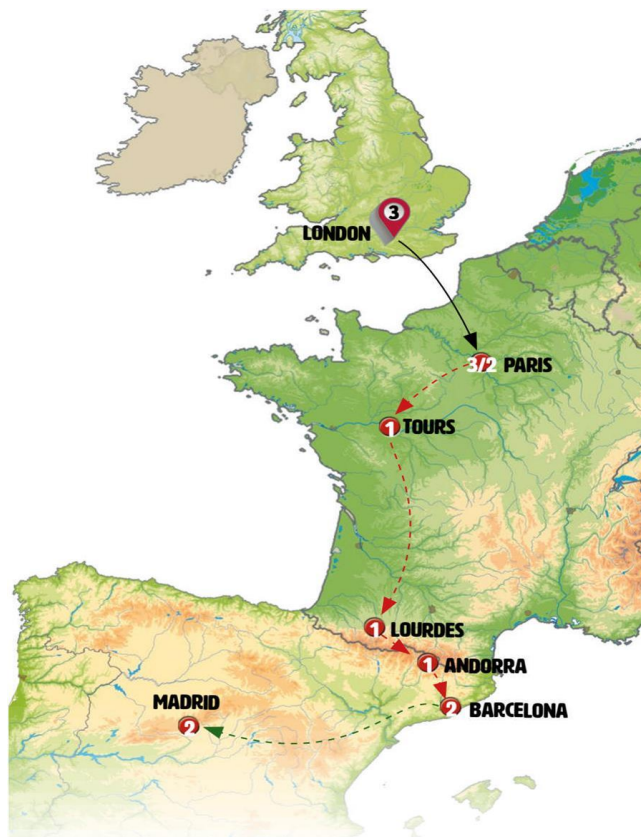 3
LONDON
3/2 PARIS
1 TOURS
1 LOURDES
1 ANDORRA
MADRID
2
2 BARCELONA